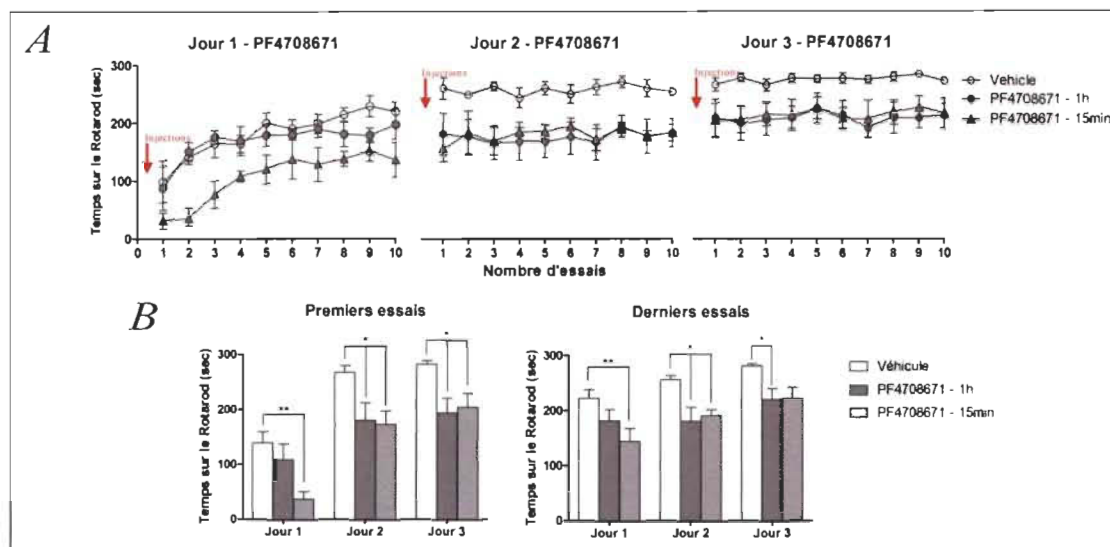 A
Jour 1 - PF4708671
Jour 2 - PF4708671
Jour 3 - PF4708671
Temps sur le Rotarod (sec)
300
200
100
0
Injections
Injections
Injections
0 1 2 3 4 5 6 7 8 9 10
1 2 3 4 5 6 7 8 9 10
1 2 3 4 5 6 7 8 9 10
Nombre d'essais
Vehicle
PF4708671 - 1h
PF4708671 - 15min
B
Premiers essais
Temps sur le Rotarod (sec)
300
200
100
0
**
*
*
Jour 1
Jour 2
Jour 3
Derniers essais
Temps sur le Rotarod (sec)
300
200
100
0
**
*
*
Jour 1
Jour 2
Jour 3
Véhicule
PF4708671 - 1h
PF4708671 - 15min